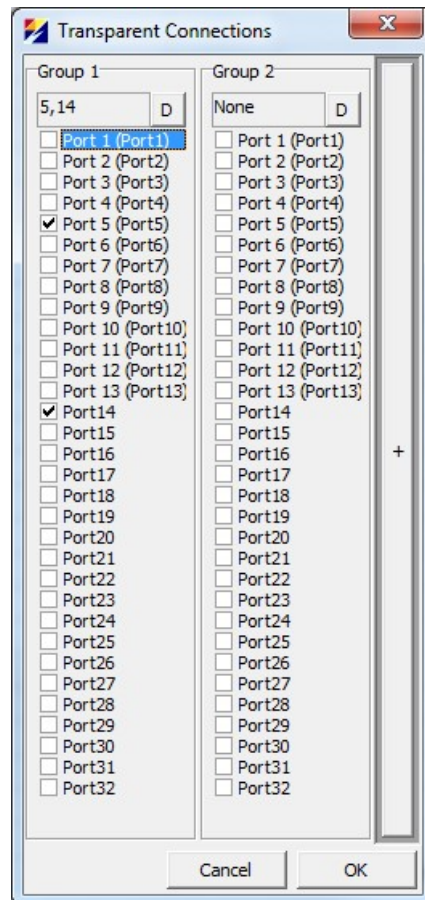 Transparent Connections
Group 1
5,14
D
Port 1 (Port1)
Port 2 (Port2)
Port 3 (Port3)
Port 4 (Port4)
Port 5 (Port5)
Port 6 (Port6)
Port 7 (Port7)
Port 8 (Port8)
Port 9 (Port9)
Port 10 (Port10)
Port 11 (Port11)
Port 12 (Port12)
Port 13 (Port13)
Port14
Port15
Port16
Port17
Port18
Port19
Port20
Port21
Port22
Port23
Port24
Port25
Port26
Port27
Port28
Port29
Port30
Port31
Port32
Group 2
None
D
Port 1 (Port1)
Port 2 (Port2)
Port 3 (Port3)
Port 4 (Port4)
Port 5 (Port5)
Port 6 (Port6)
Port 7 (Port7)
Port 8 (Port8)
Port 9 (Port9)
Port 10 (Port10)
Port 11 (Port11)
Port 12 (Port12)
Port 13 (Port13)
Port14
Port15
Port16
Port17
Port18
Port19
Port20
Port21
Port22
Port23
Port24
Port25
Port26
Port27
Port28
Port29
Port30
Port31
Port32
+
Cancel
OK